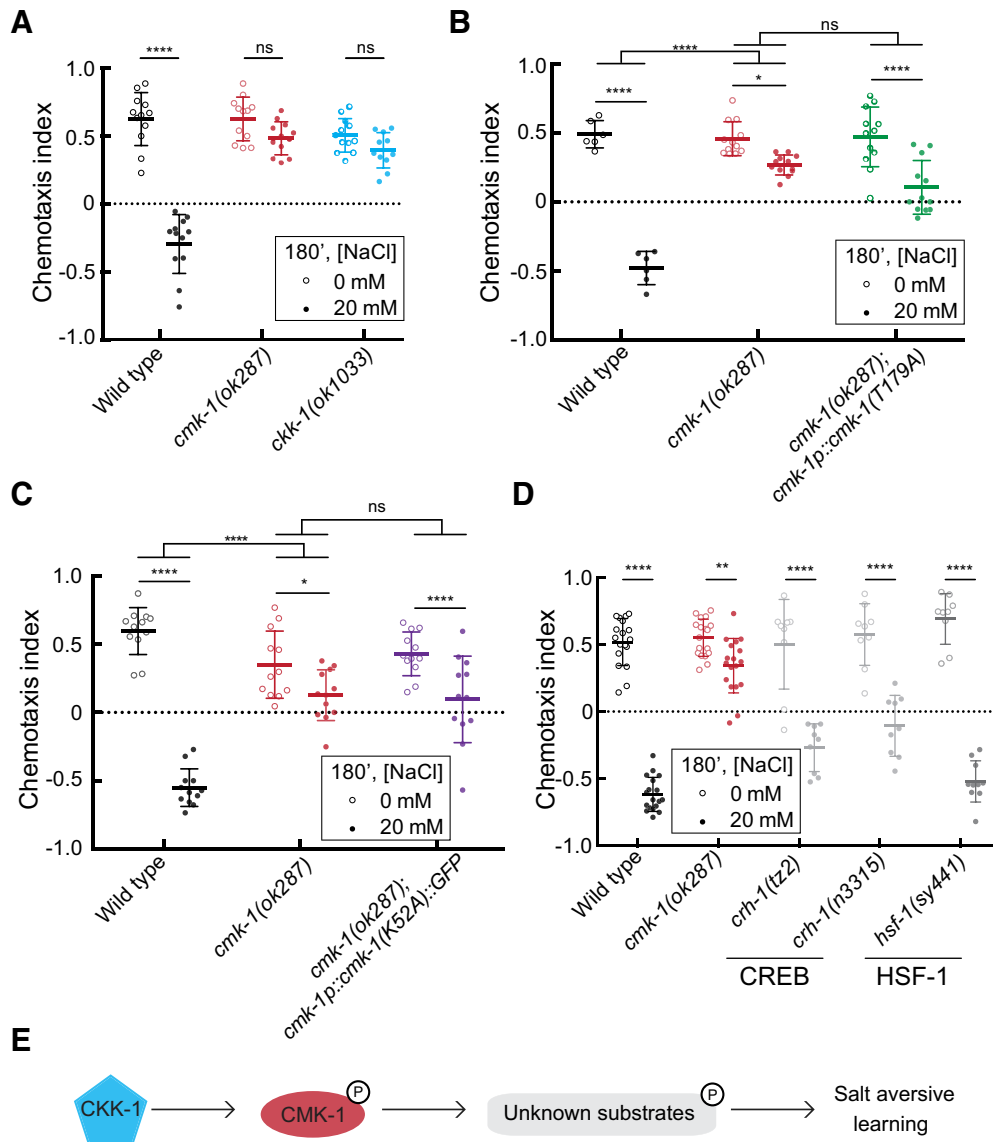 A
B
****
ns
ns
****
ns
****
*
****
Chemotaxis index
1.0
0.5
0
-0.5
-1.0
180’, [NaCl]
0 mM
20 mM
Wild type
cmk-1(ok287)
ckk-1(ok1033)
Chemotaxis index
1.0
0.5
0
-0.5
-1.0
180’, [NaCl]
0 mM
20 mM
Wild type
cmk-1(ok287)
cmk-1(ok287);
cmk-1p::cmk-1(T179A)
C
D
****
ns
****
*
****
Chemotaxis index
1.0
0.5
0
-0.5
-1.0
180’, [NaCl]
0 mM
20 mM
Wild type
cmk-1(ok287)
cmk-1(ok287);
cmk-1p::cmk-1(K52A)::GFP
****
**
****
****
****
Chemotaxis index
1.0
0.5
0
-0.5
-1.0
180’, [NaCl]
0 mM
20 mM
Wild type
cmk-1(ok287)
crh-1(tz2)
crh-1(n3315)
hsf-1(sy441)
CREB
HSF-1
E
CKK-1
CMK-1
P
Unknown substrates
P
Salt aversive
learning